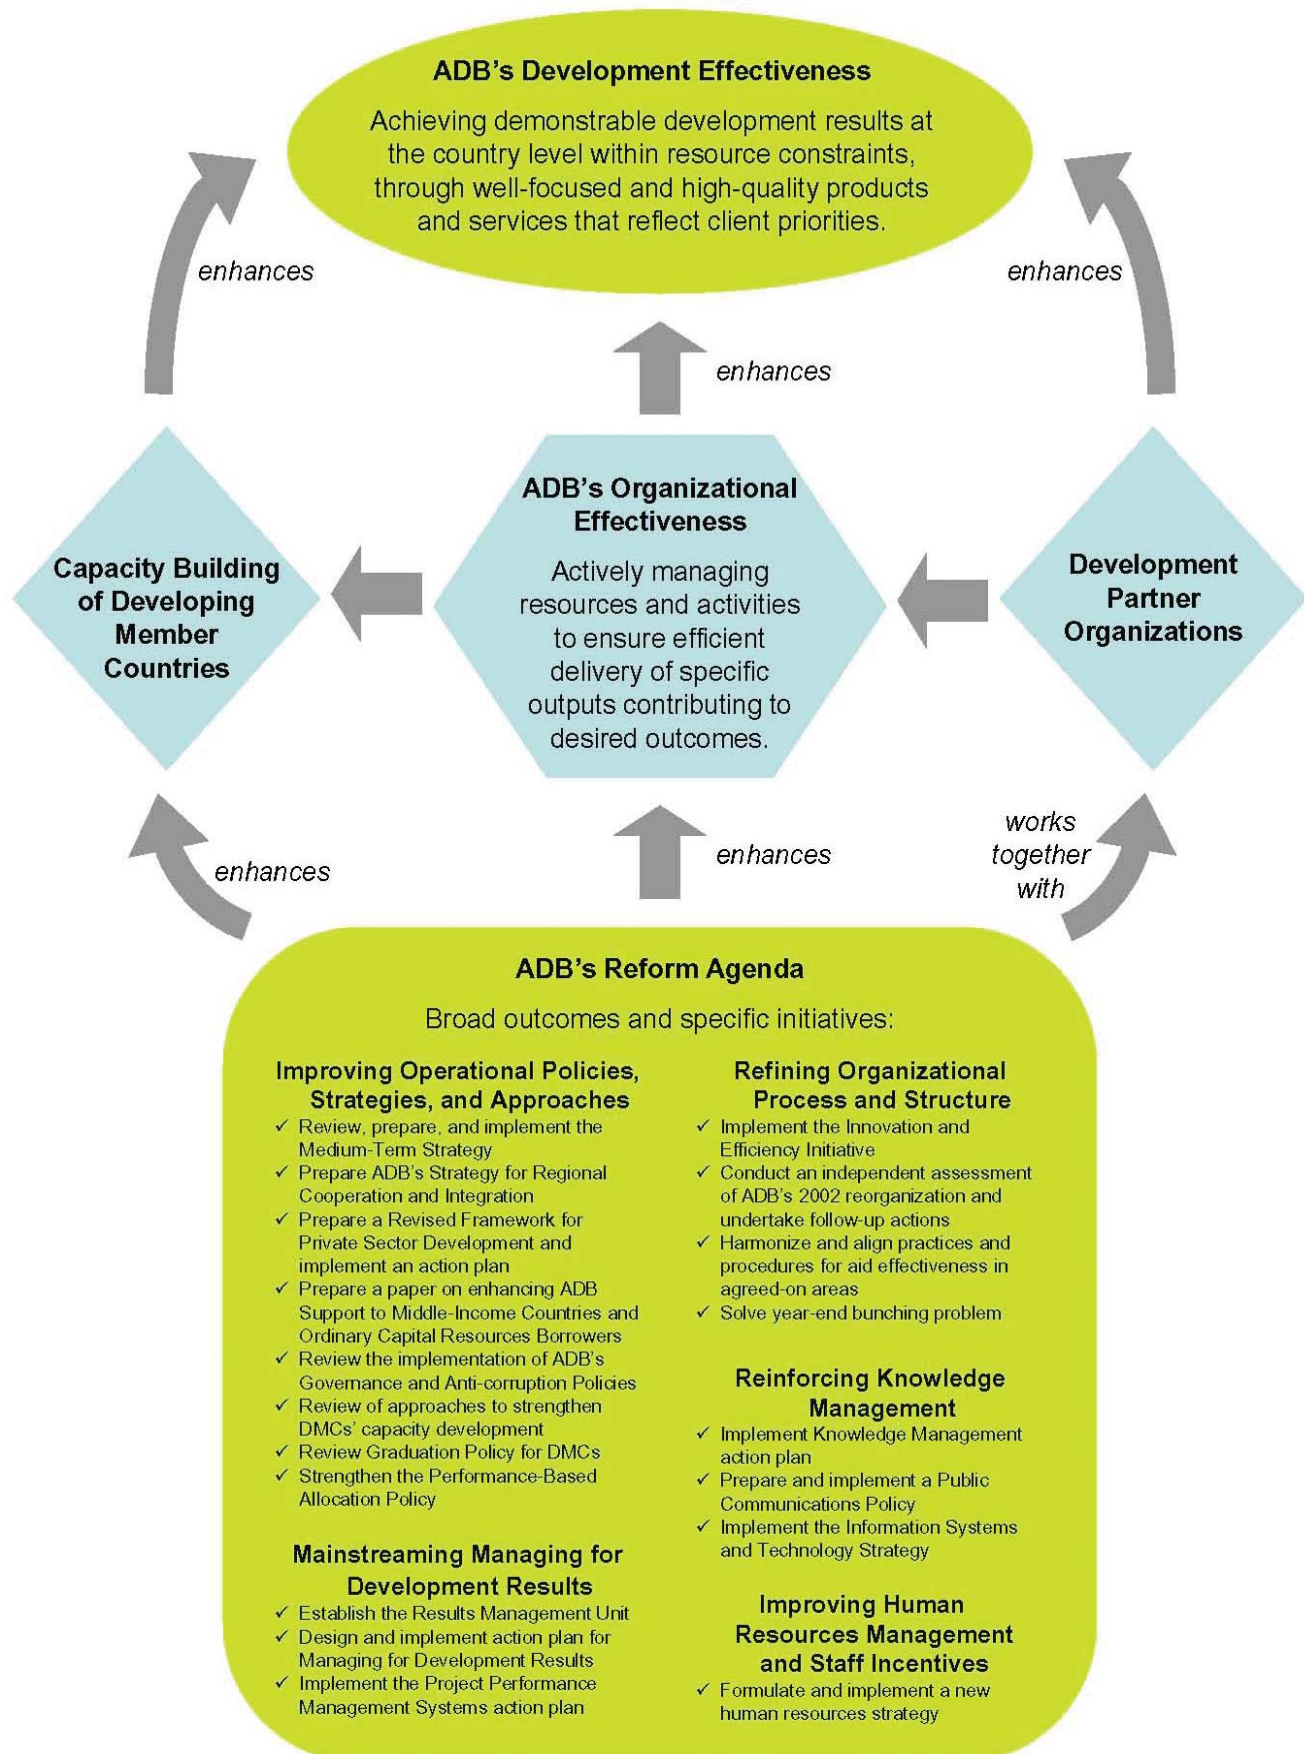 ADB's Development Effectiveness
Achieving demonstrable development results at
the country level within resource constraints,
through well-focused and high-quality products
and services that reflect client priorities.
enhances
enhances
enhances
Capacity Building
of Developing
Member
Countries
ADB's Organizational
Effectiveness
Actively managing
resources and activities
to ensure efficient
delivery of specific
outputs contributing to
desired outcomes.
Development
Partner
Organizations
enhances
enhances
works
together
with
ADB's Reform Agenda
Broad outcomes and specific initiatives:
Improving Operational Policies,
Strategies, and Approaches
✓ Review, prepare, and implement the
Medium-Term Strategy
✓ Prepare ADB's Strategy for Regional
Cooperation and Integration
✓ Prepare a Revised Framework for
Private Sector Development and
implement an action plan
✓ Prepare a paper on enhancing ADB
Support to Middle-Income Countries and
Ordinary Capital Resources Borrowers
✓ Review the implementation of ADB's
Governance and Anti-corruption Policies
✓ Review of approaches to strengthen
DMCs' capacity development
✓ Review Graduation Policy for DMCs
✓ Strengthen the Performance-Based
Allocation Policy
Mainstreaming Managing for
Development Results
✓ Establish the Results Management Unit
✓ Design and implement action plan for
Managing for Development Results
✓ Implement the Project Performance
Management Systems action plan
Refining Organizational
Process and Structure
✓ Implement the Innovation and
Efficiency Initiative
✓ Conduct an independent assessment
of ADB's 2002 reorganization and
undertake follow-up actions
✓ Harmonize and align practices and
procedures for aid effectiveness in
agreed-on areas
✓ Solve year-end bunching problem
Reinforcing Knowledge
Management
✓ Implement Knowledge Management
action plan
✓ Prepare and implement a Public
Communications Policy
✓ Implement the Information Systems
and Technology Strategy
Improving Human
Resources Management
and Staff Incentives
✓ Formulate and implement a new
human resources strategy